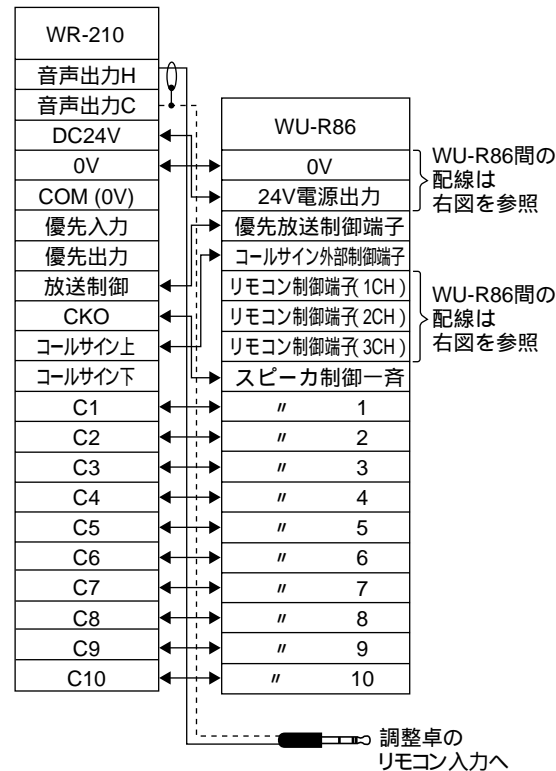 WR-210
音声出力H
音声出力C
DC24V
0V
COM (0V)
優先入力
優先出力
放送制御
CKO
コールサイン上
コールサイン下
C1
C2
C3
C4
C5
C6
C7
C8
C9
C10
WU-R86
0V
24V電源出力
優先放送制御端子
コールサイン外部制御端子
リモコン制御端子(1CH)
リモコン制御端子(2CH)
リモコン制御端子(3CH)
スピーカ制御一斉
〃 1
〃 2
〃 3
〃 4
〃 5
〃 6
〃 7
〃 8
〃 9
〃 10
WU-R86間の
配線は
右図を参照
WU-R86間の
配線は
右図を参照
調整卓の
リモコン入力へ